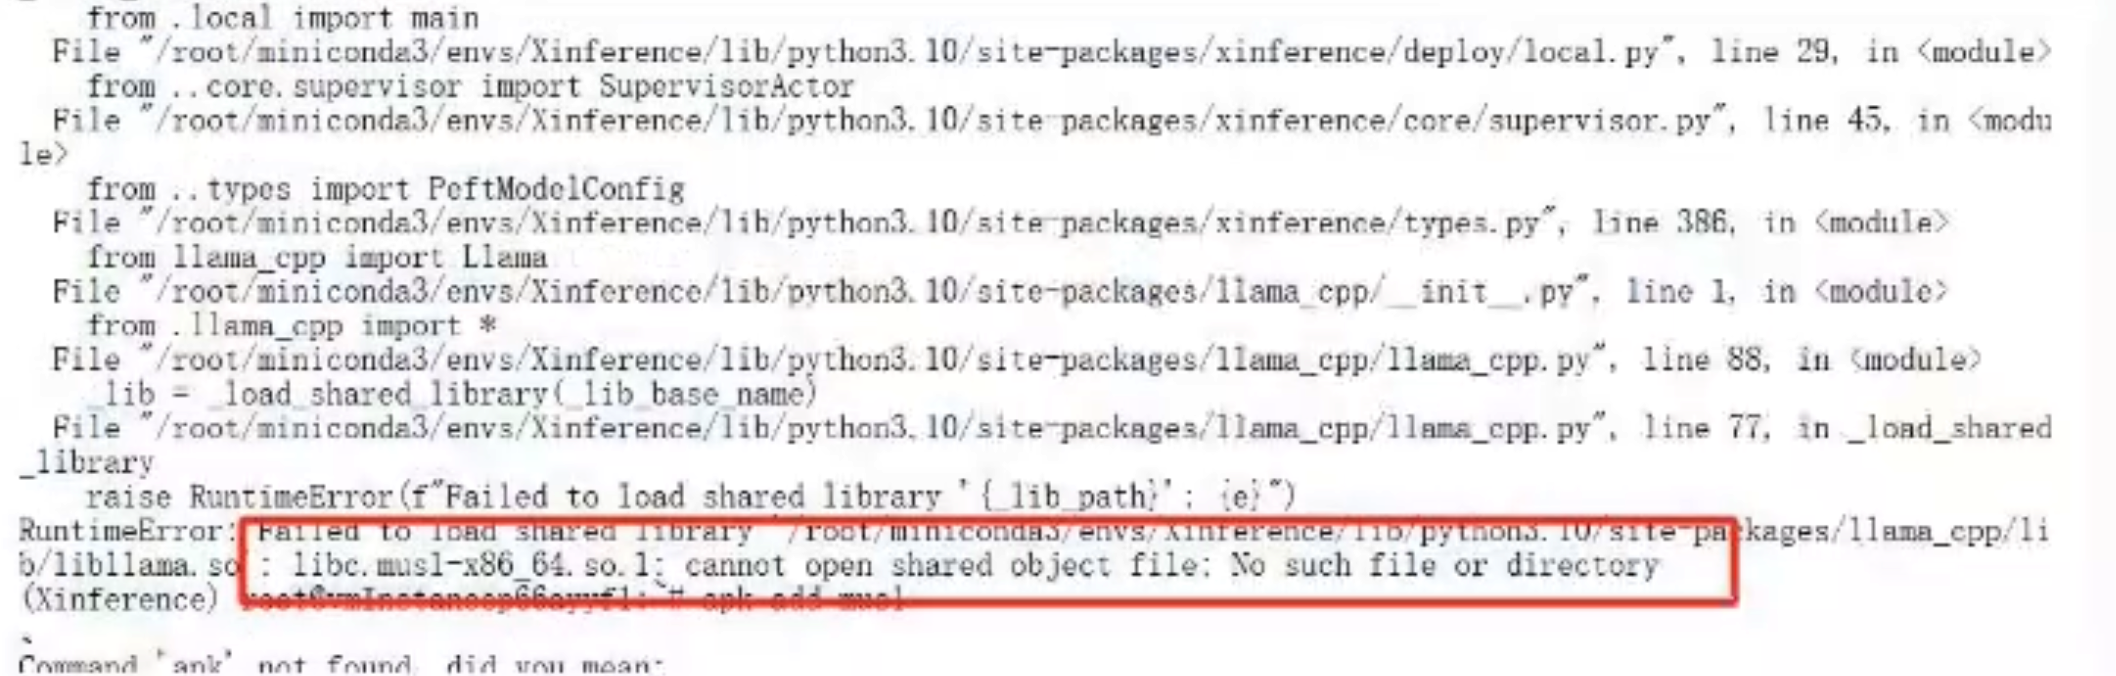 from .local import main
File "/root/miniconda3/envs/Xinference/lib/python3.10/site-packages/xinference/deploy/local.py", line 29, in <module>
from ..core.supervisor import SupervisorActor
File "/root/miniconda3/envs/Xinference/lib/python3.10/site-packages/xinference/core/supervisor.py", line 45, in <modu
le>
from ..types import PeftModelConfig
File "/root/miniconda3/envs/Xinference/lib/python3.10/site-packages/xinference/types.py", line 386, in <module>
from llama_cpp import Llama
File "/root/miniconda3/envs/Xinference/lib/python3.10/site-packages/llama_cpp/__init__.py", line 1, in <module>
from .llama_cpp import *
File "/root/miniconda3/envs/Xinference/lib/python3.10/site-packages/llama_cpp/llama_cpp.py", line 88, in <module>
_lib = _load_shared_library(_lib_base_name)
File "/root/miniconda3/envs/Xinference/lib/python3.10/site-packages/llama_cpp/llama_cpp.py", line 77, in _load_shared
_library
raise RuntimeError(f"Failed to load shared library '{_lib_path}': {e}")
RuntimeError: Failed to load shared library '/root/miniconda3/envs/Xinference/lib/python3.10/site-packages/llama_cpp/li
b/libllama.so': libc.musl-x86_64.so.1: cannot open shared object file: No such file or directory
(Xinference) :~# apk add musl
`
Command 'apk' not found, did you mean: